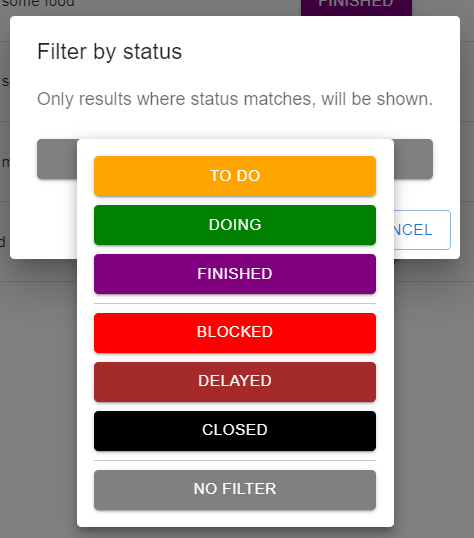 some food
FINISHED
Filter by status
Only results where status matches, will be shown.
TO DO
DOING
FINISHED
BLOCKED
DELAYED
CLOSED
NO FILTER